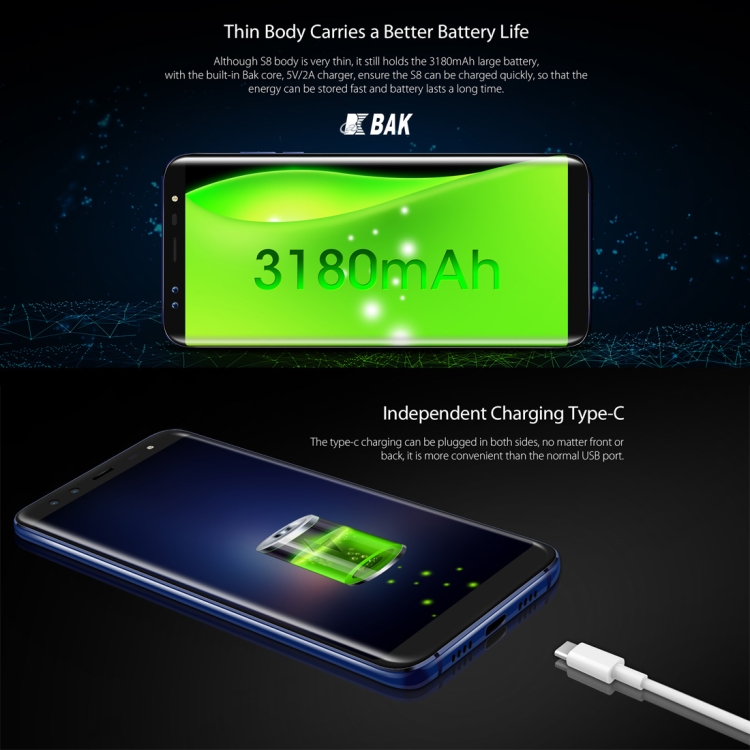 Thin Body Carries a Better Battery Life
Although S8 body is very thin, it still holds the 3180mAh large battery,
with the built-in Bak core, 5V/2A charger, ensure the S8 can be charged quickly, so that the
energy can be stored fast and battery lasts a long time.
BAK
3180mAh
Independent Charging Type-C
The type-c charging can be plugged in both sides, no matter front or
back, it is more convenient than the normal USB port.